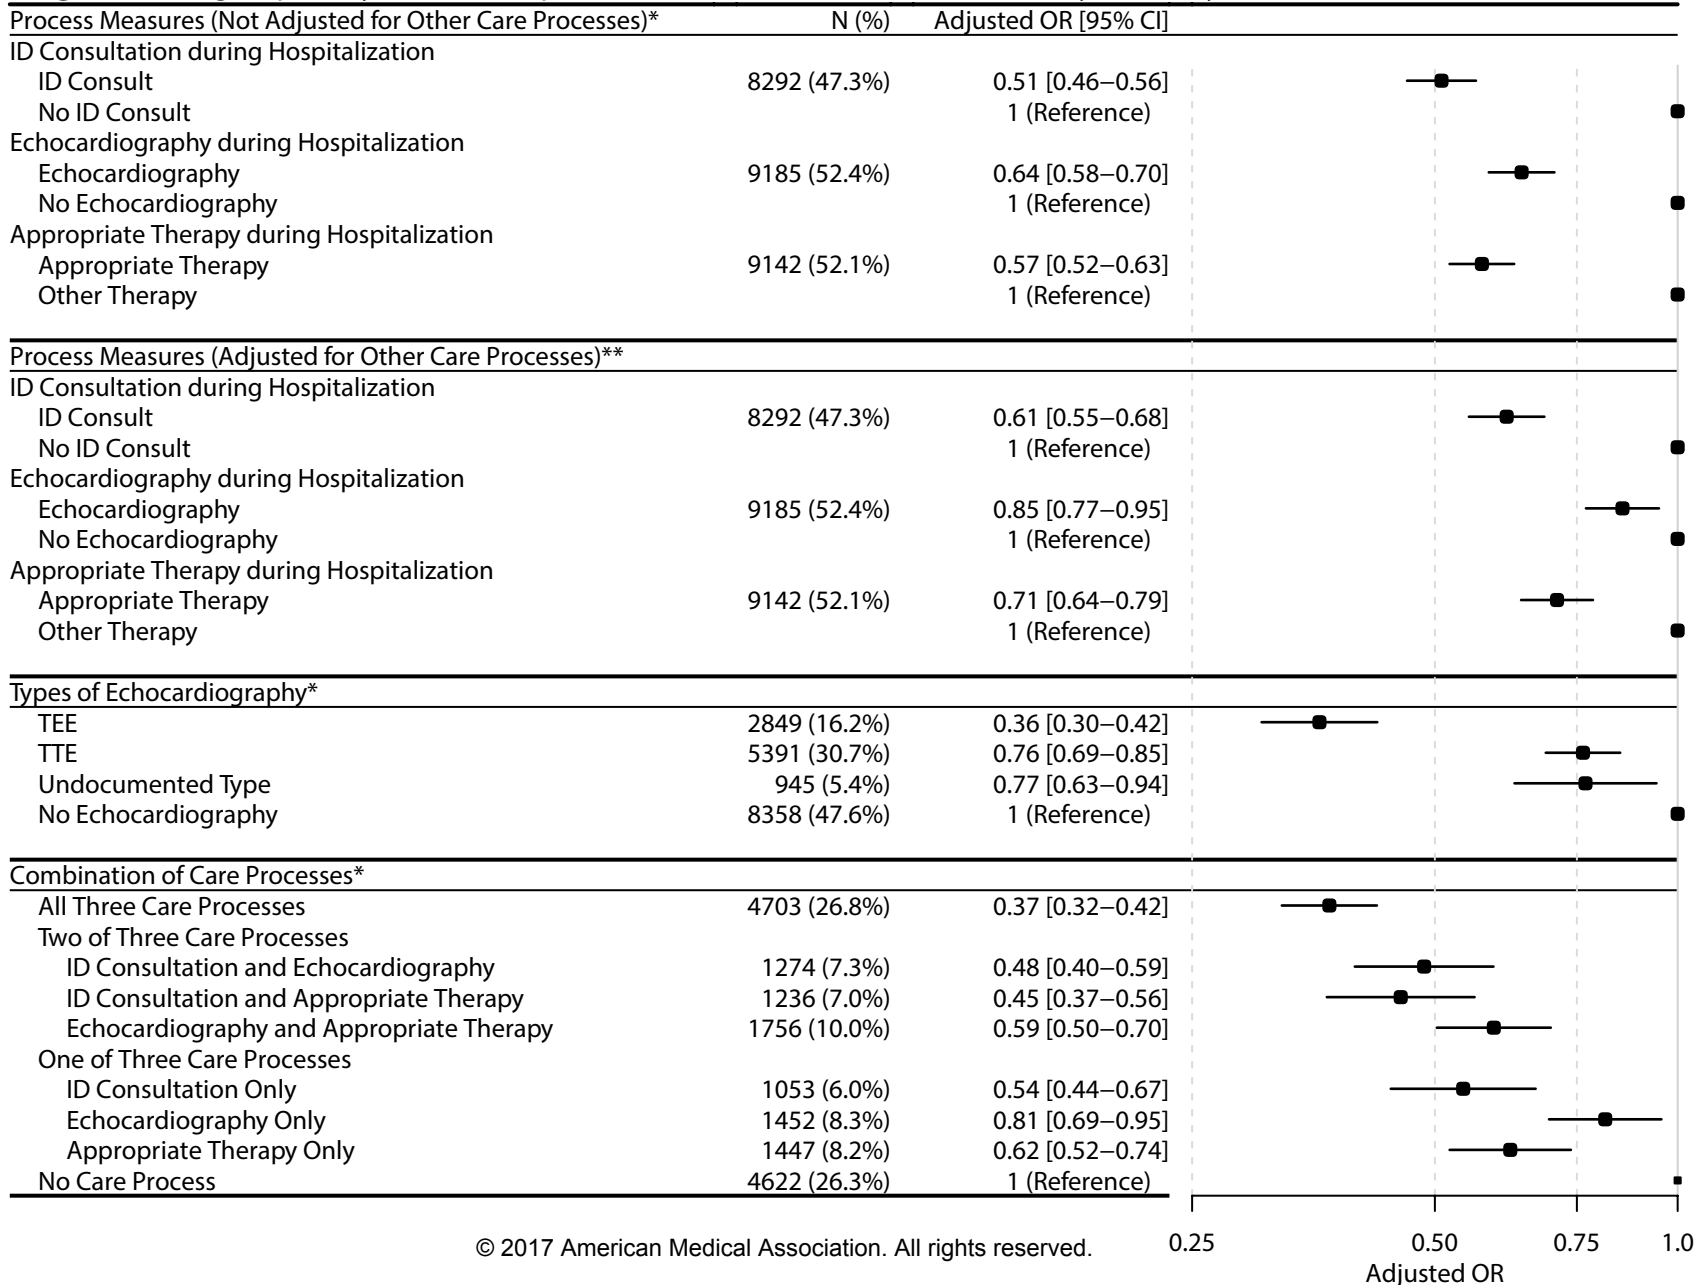 Process Measures (Not Adjusted for Other Care Processes)* N (%) Adjusted OR [95% CI]
ID Consultation during Hospitalization
ID Consult 8292 (47.3%) 0.51 [0.46−0.56]
No ID Consult 1 (Reference)
Echocardiography during Hospitalization
Echocardiography 9185 (52.4%) 0.64 [0.58−0.70]
No Echocardiography 1 (Reference)
Appropriate Therapy during Hospitalization
Appropriate Therapy 9142 (52.1%) 0.57 [0.52−0.63]
Other Therapy 1 (Reference)
Process Measures (Adjusted for Other Care Processes)**
ID Consultation during Hospitalization
ID Consult 8292 (47.3%) 0.61 [0.55−0.68]
No ID Consult 1 (Reference)
Echocardiography during Hospitalization
Echocardiography 9185 (52.4%) 0.85 [0.77−0.95]
No Echocardiography 1 (Reference)
Appropriate Therapy during Hospitalization
Appropriate Therapy 9142 (52.1%) 0.71 [0.64−0.79]
Other Therapy 1 (Reference)
Types of Echocardiography*
TEE 2849 (16.2%) 0.36 [0.30−0.42]
TTE 5391 (30.7%) 0.76 [0.69−0.85]
Undocumented Type 945 (5.4%) 0.77 [0.63−0.94]
No Echocardiography 8358 (47.6%) 1 (Reference)
Combination of Care Processes*
All Three Care Processes 4703 (26.8%) 0.37 [0.32−0.42]
Two of Three Care Processes
ID Consultation and Echocardiography 1274 (7.3%) 0.48 [0.40−0.59]
ID Consultation and Appropriate Therapy 1236 (7.0%) 0.45 [0.37−0.56]
Echocardiography and Appropriate Therapy 1756 (10.0%) 0.59 [0.50−0.70]
One of Three Care Processes
ID Consultation Only 1053 (6.0%) 0.54 [0.44−0.67]
Echocardiography Only 1452 (8.3%) 0.81 [0.69−0.95]
Appropriate Therapy Only 1447 (8.2%) 0.62 [0.52−0.74]
No Care Process 4622 (26.3%) 1 (Reference)
© 2017 American Medical Association. All rights reserved. 0.25 0.50 0.75 1.0
Adjusted OR